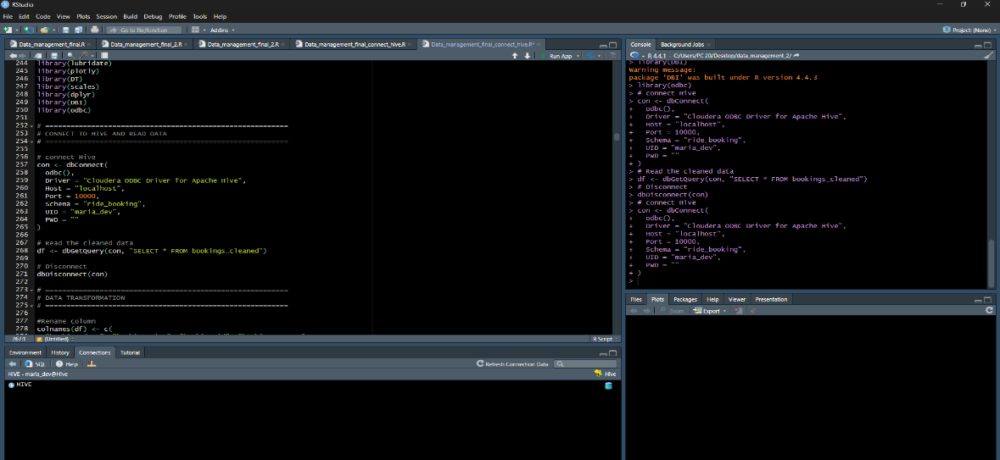 RStudio
File Edit Code View Plots Session Build Debug Profile Tools Help
Go to file/function Addins Project: (None)
Data_management_final.R Data_management_final_2.R Data_management_final_2.R Data_management_final_connect_hive.R Data_management_final_connect_hive.R*
Run App
244 library(lubridate)
245 library(plotly)
246 library(DT)
247 library(scales)
248 library(dplyr)
249 library(DBI)
250 library(odbc)
251
252 # ==========================================================
253 # CONNECT TO HIVE AND READ DATA
254 # ==========================================================
255
256 # connect Hive
257 con <- dbConnect(
258 odbc(),
259 Driver = "Cloudera ODBC Driver for Apache Hive",
260 Host = "localhost",
261 Port = 10000,
262 Schema = "ride_booking",
263 UID = "maria_dev",
264 PWD = ""
265 )
266
267 # Read the cleaned data
268 df <- dbGetQuery(con, "SELECT * FROM bookings_cleaned")
269
270 # Disconnect
271 dbDisconnect(con)
272
273 # ==========================================================
274 # DATA TRANSFORMATION
275 # ==========================================================
276
277 #Rename column
278 colnames(df) <- c(
267:1 (Untitled) R Script
Environment History Connections Tutorial
SQL Help Refresh Connection Data
HIVE - maria_dev@Hive Hive
HIVE
Console Background Jobs
R 4.4.1 · C:/Users/PC 20/Desktop/data_management_2/
> library(DBI)
Warning message:
package 'DBI' was built under R version 4.4.3
> library(odbc)
> # connect Hive
> con <- dbConnect(
+ odbc(),
+ Driver = "Cloudera ODBC Driver for Apache Hive",
+ Host = "localhost",
+ Port = 10000,
+ Schema = "ride_booking",
+ UID = "maria_dev",
+ PWD = ""
+ )
> # Read the cleaned data
> df <- dbGetQuery(con, "SELECT * FROM bookings_cleaned")
> # Disconnect
> dbDisconnect(con)
> # connect Hive
> con <- dbConnect(
+ odbc(),
+ Driver = "Cloudera ODBC Driver for Apache Hive",
+ Host = "localhost",
+ Port = 10000,
+ Schema = "ride_booking",
+ UID = "maria_dev",
+ PWD = ""
+ )
>
Files Plots Packages Help Viewer Presentation
Zoom Export